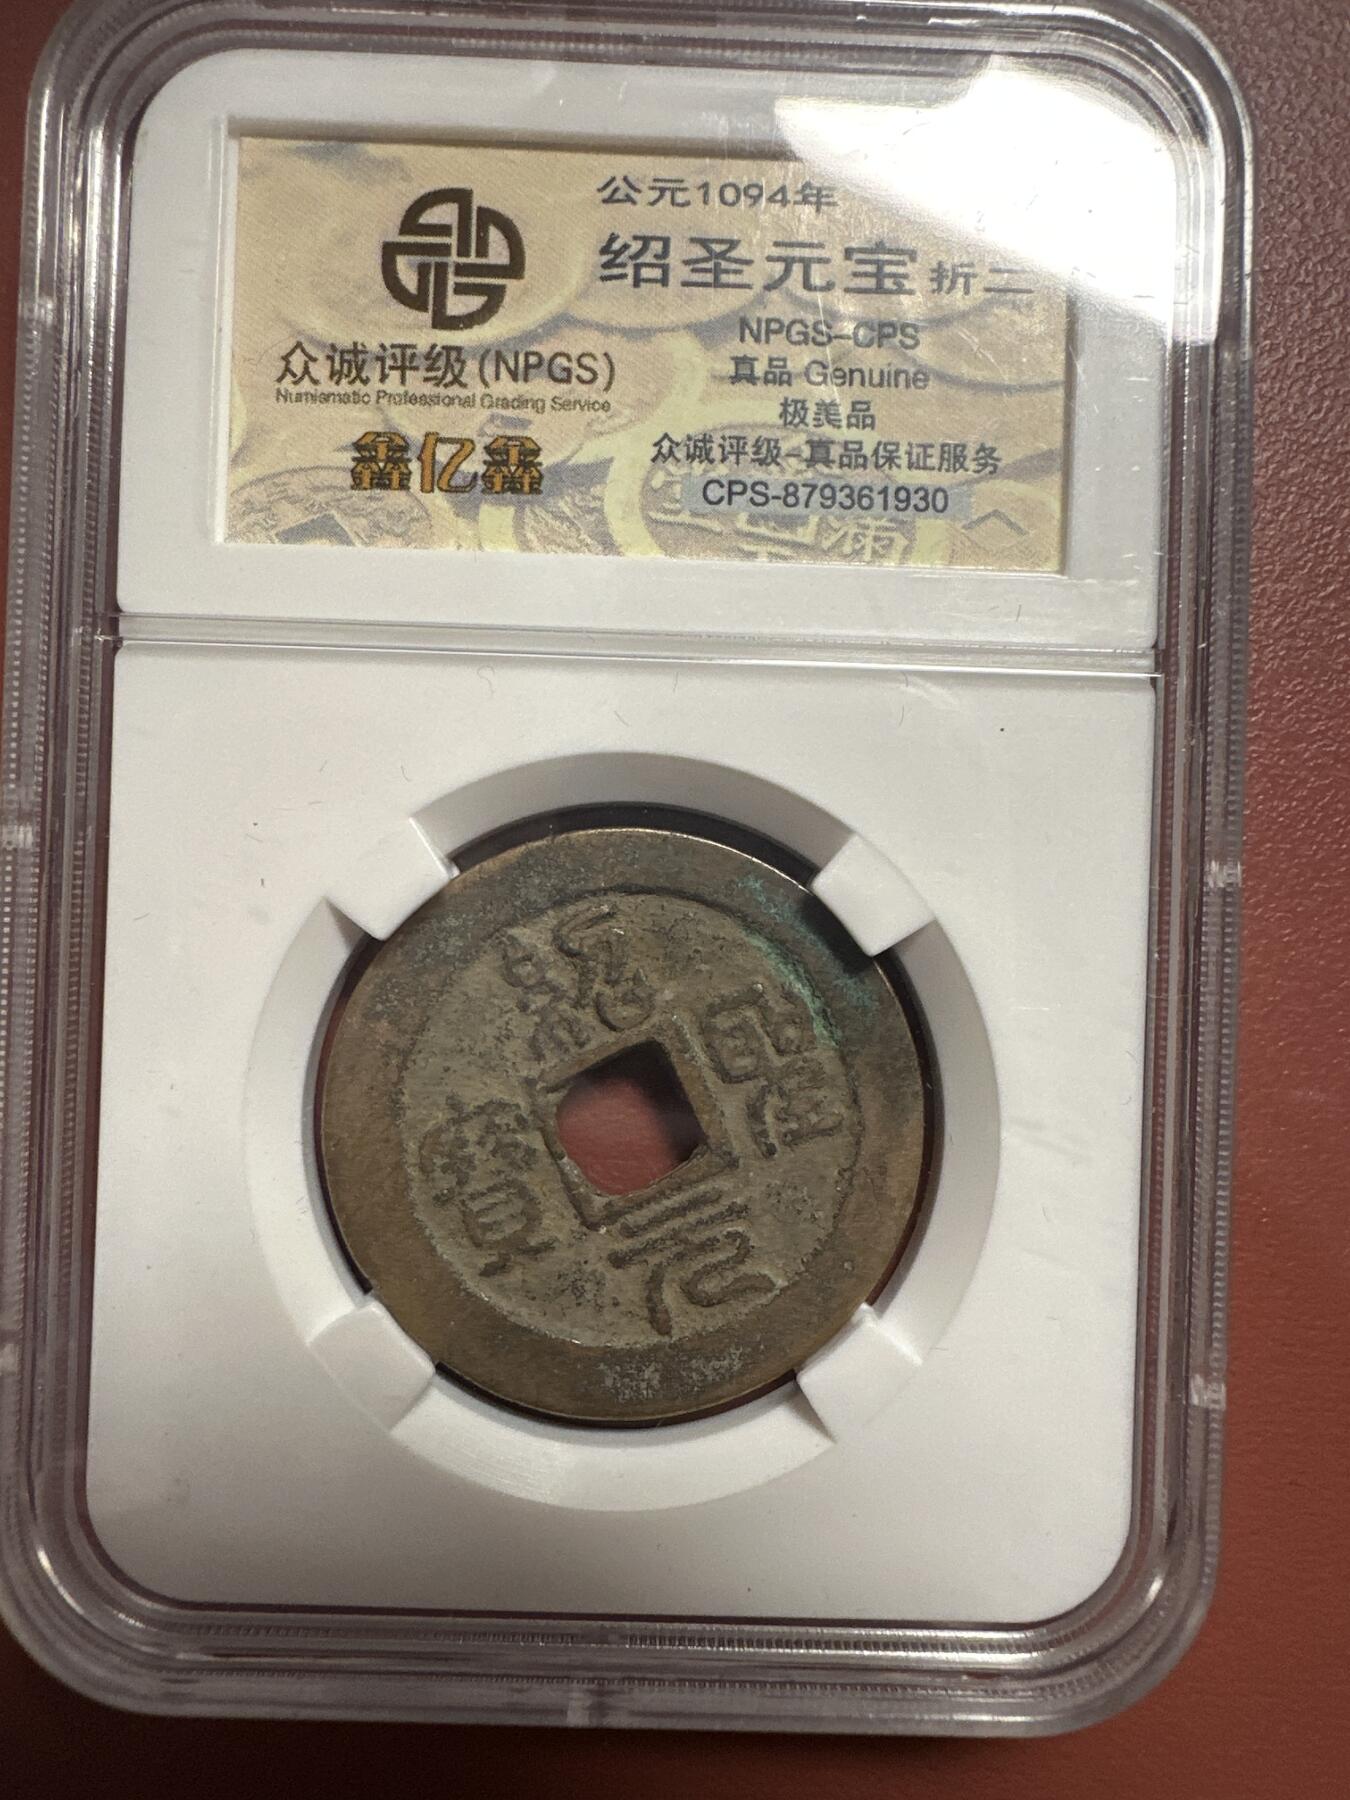 公元1094年
绍圣元宝 折二
NPGS-CPS
真品 Genuine
极美品
众诚评级-真品保证服务
CPS-879361930
众诚评级(NPGS)
Numismatic Professional Grading Service
鑫亿鑫
紹聖元寶